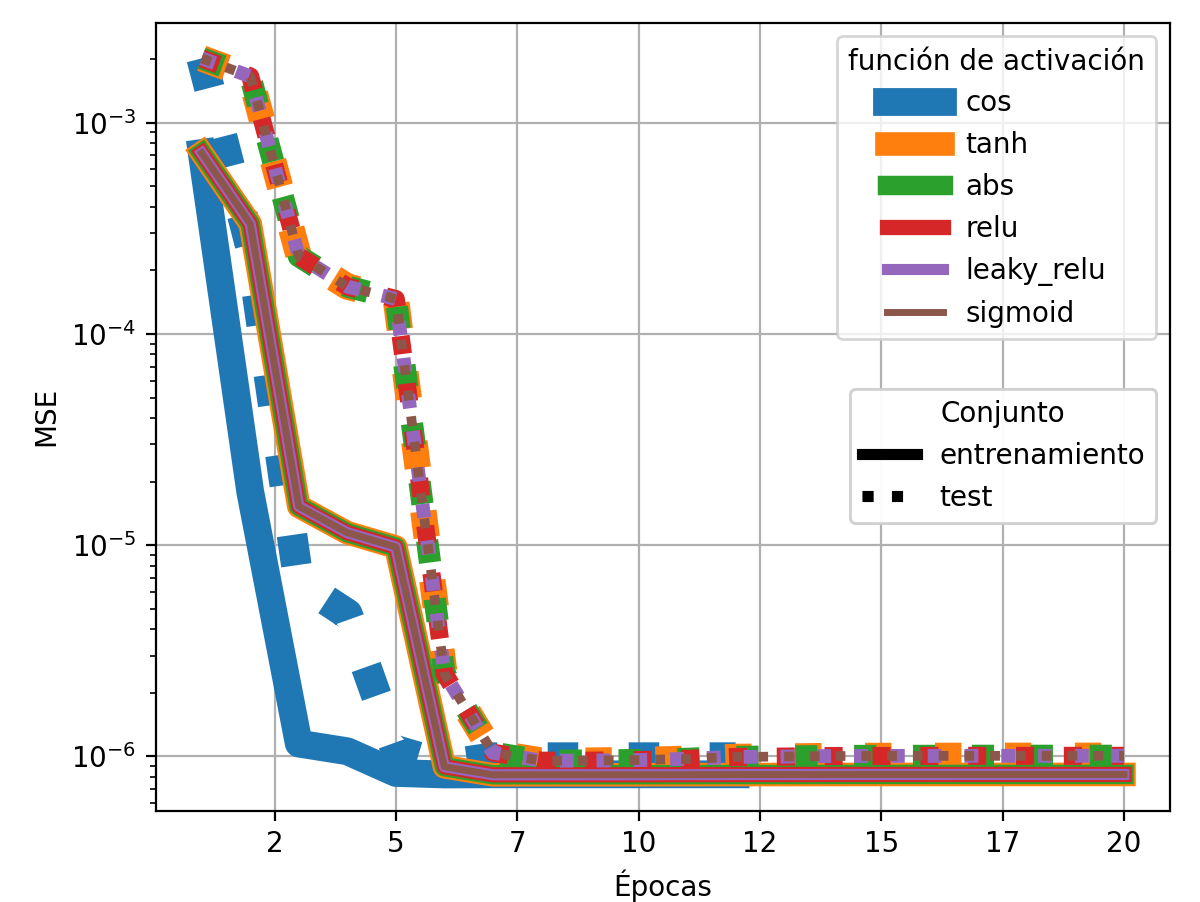 función de activación
cos
tanh
abs
relu
leaky_relu
sigmoid
Conjunto
entrenamiento
test
MSE
10⁻³
10⁻⁴
10⁻⁵
10⁻⁶
2 5 7 10 12 15 17 20
Épocas